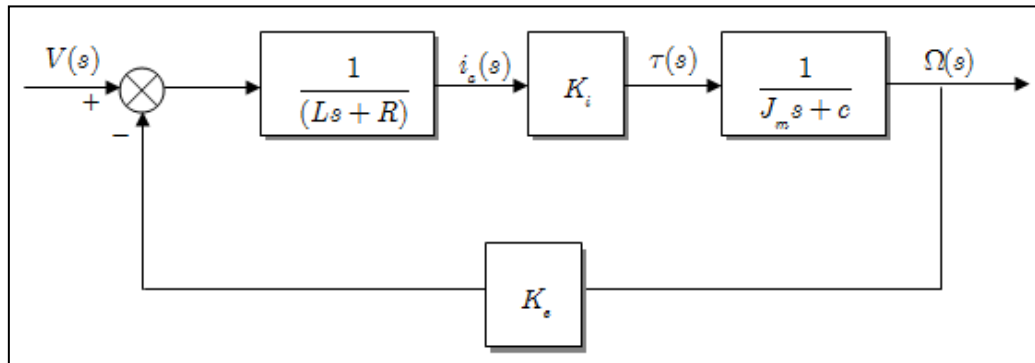 V(s)
+
−
1
(Ls + R)
i_a(s)
K_i
τ(s)
1
J_m s + c
Ω(s)
K_e